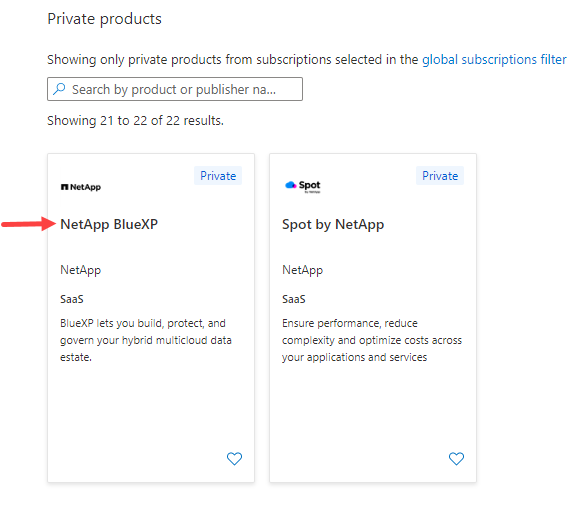 Private products
Showing only private products from subscriptions selected in the global subscriptions filter
Search by product or publisher na...
Showing 21 to 22 of 22 results.
NetApp
Private
NetApp BlueXP
NetApp
SaaS
BlueXP lets you build, protect, and
govern your hybrid multicloud data
estate.
Spot
by NetApp
Private
Spot by NetApp
NetApp
SaaS
Ensure performance, reduce
complexity and optimize costs across
your applications and services